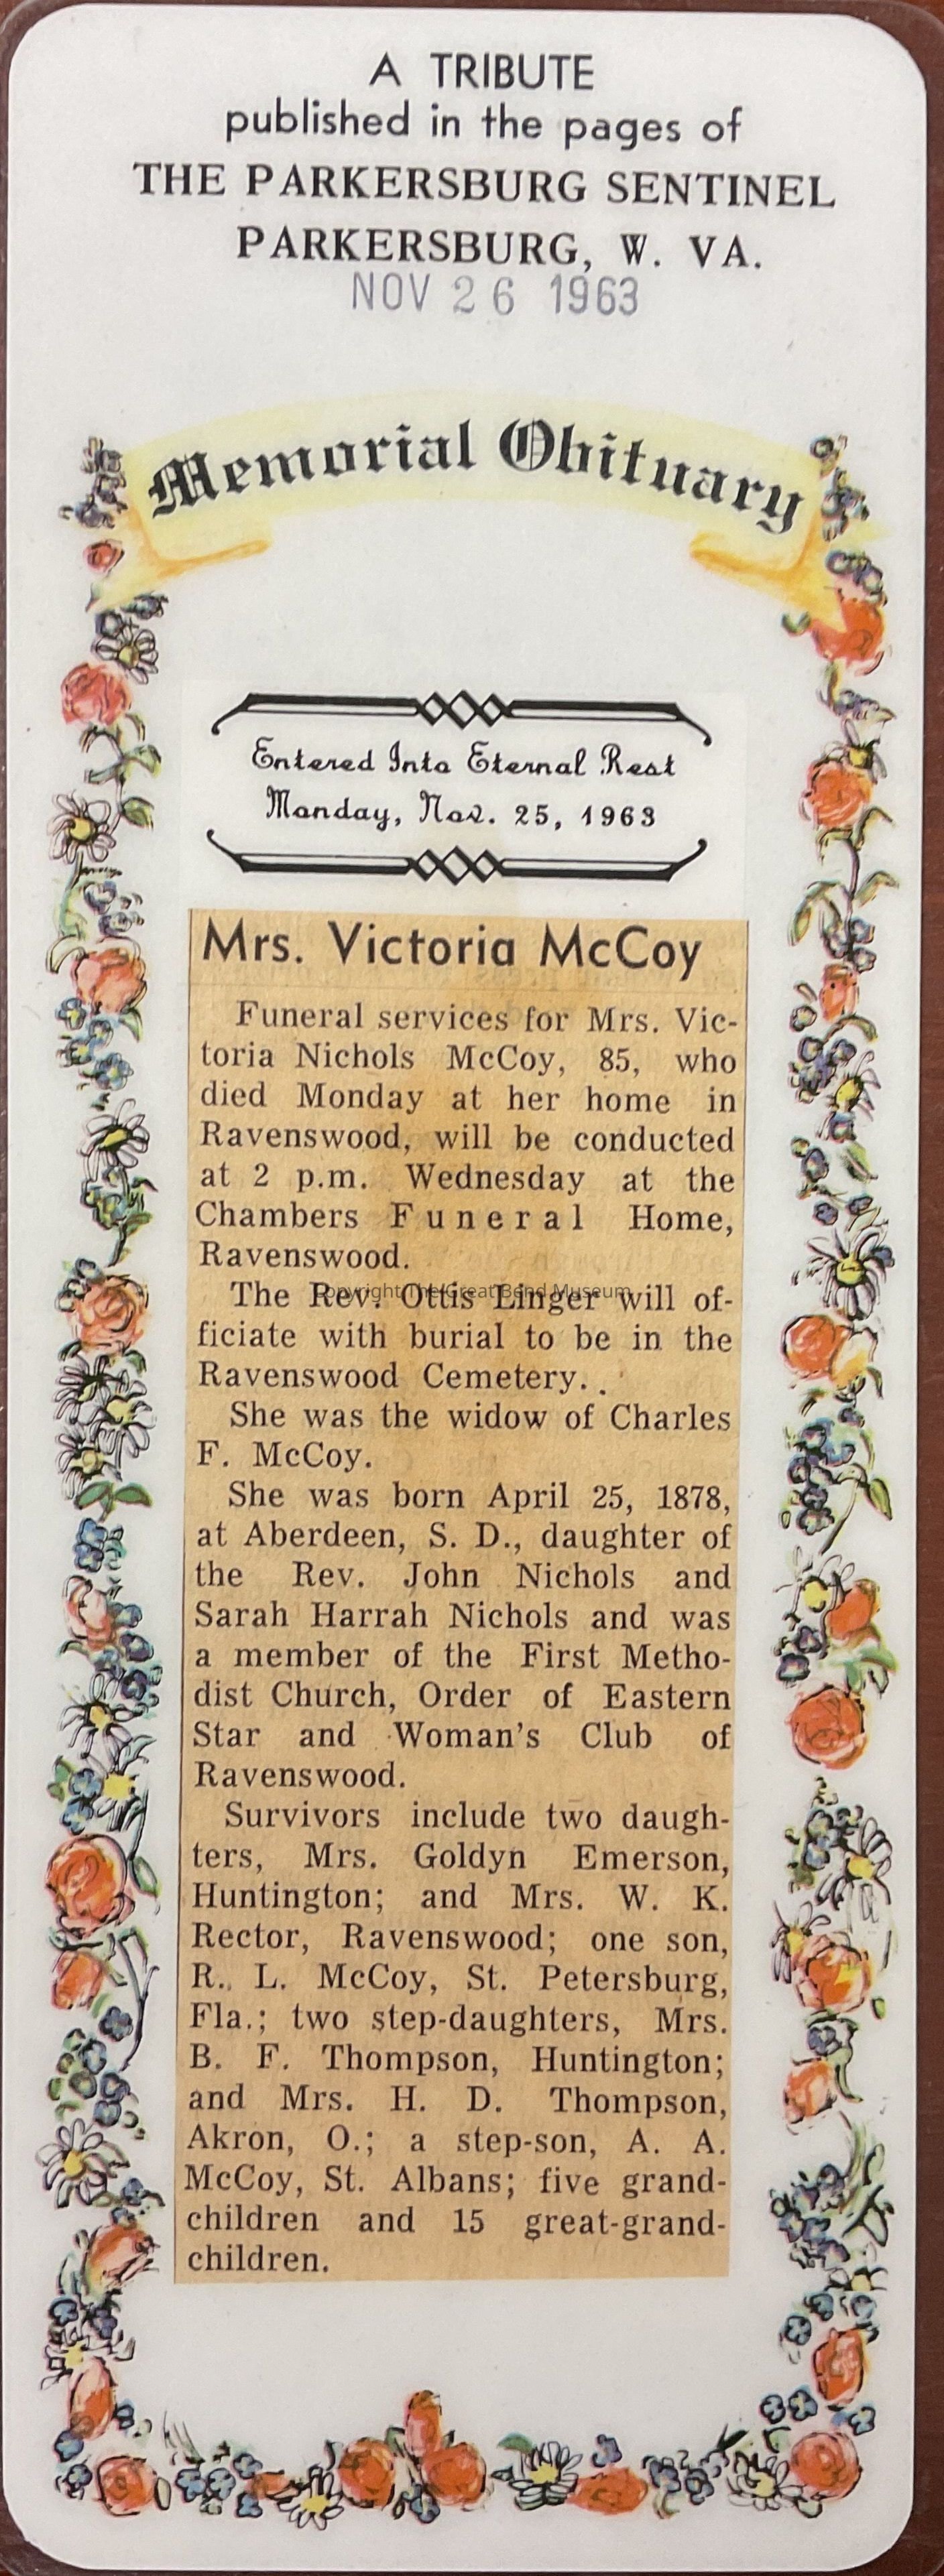 A TRIBUTE
published in the pages of
THE PARKERSBURG SENTINEL
PARKERSBURG, W. VA.
NOV 26 1963
Memorial Obituary
Entered Into Eternal Rest
Monday, Nov. 25, 1963
Mrs. Victoria McCoy
Funeral services for Mrs. Vic-
toria Nichols McCoy, 85, who
died Monday at her home in
Ravenswood, will be conducted
at 2 p.m. Wednesday at the
Chambers Funeral Home,
Ravenswood.
Copyright The Great Bend Museum
The Rev. Ottis Linger will of-
ficiate with burial to be in the
Ravenswood Cemetery. .
She was the widow of Charles
F. McCoy.
She was born April 25, 1878,
at Aberdeen, S. D., daughter of
the Rev. John Nichols and
Sarah Harrah Nichols and was
a member of the First Metho-
dist Church, Order of Eastern
Star and Woman's Club of
Ravenswood.
Survivors include two daugh-
ters, Mrs. Goldyn Emerson,
Huntington; and Mrs. W. K.
Rector, Ravenswood; one son,
R. L. McCoy, St. Petersburg,
Fla.; two step-daughters, Mrs.
B. F. Thompson, Huntington;
and Mrs. H. D. Thompson,
Akron, O.; a step-son, A. A.
McCoy, St. Albans; five grand-
children and 15 great-grand-
children.